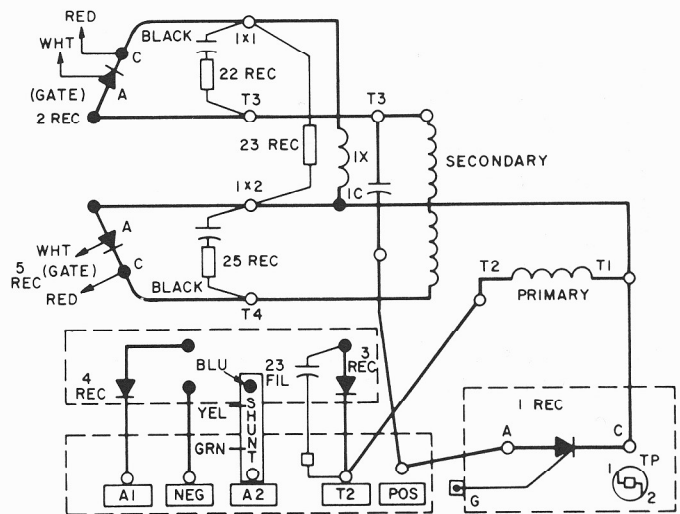 RED
WHT
C
BLACK
1X1
22 REC
(GATE)
A
2 REC
T3
T3
23 REC
1X
SECONDARY
1X2
1C
A
WHT
5 REC
(GATE)
C
25 REC
RED
BLACK
T4
T2
T1
PRIMARY
4 REC
BLU
23 FIL
3 REC
YEL
SHUNT
GRN
1 REC
A
C
TP
1
2
G
A1
NEG
A2
T2
POS